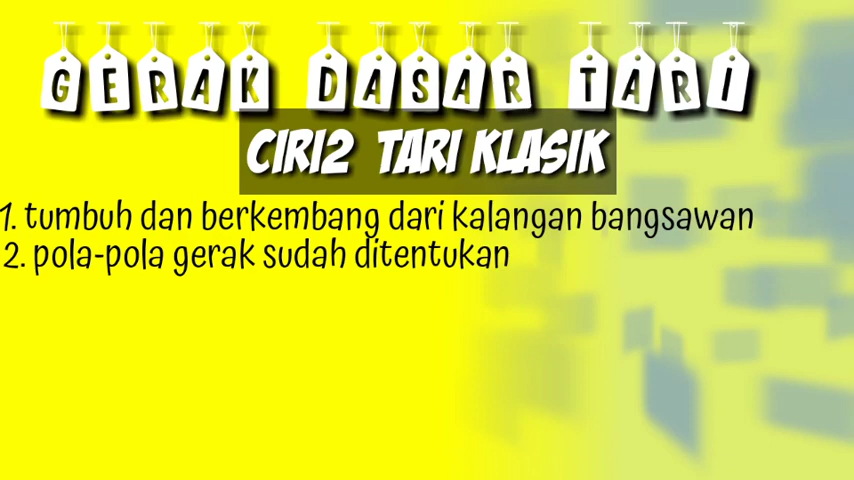 GERAK DASAR TARI
CIRI2 TARI KLASIK
1. tumbuh dan berkembang dari kalangan bangsawan
2. pola-pola gerak sudah ditentukan